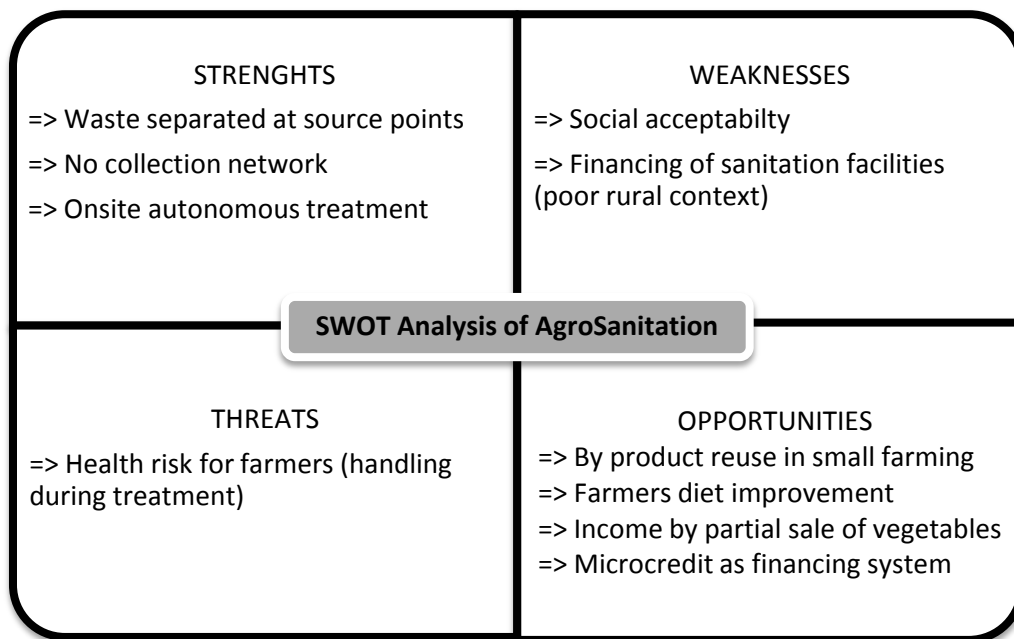 STRENGHTS
=> Waste separated at source points
=> No collection network
=> Onsite autonomous treatment
WEAKNESSES
=> Social acceptabilty
=> Financing of sanitation facilities
(poor rural context)
SWOT Analysis of AgroSanitation
THREATS
=> Health risk for farmers (handling
during treatment)
OPPORTUNITIES
=> By product reuse in small farming
=> Farmers diet improvement
=> Income by partial sale of vegetables
=> Microcredit as financing system